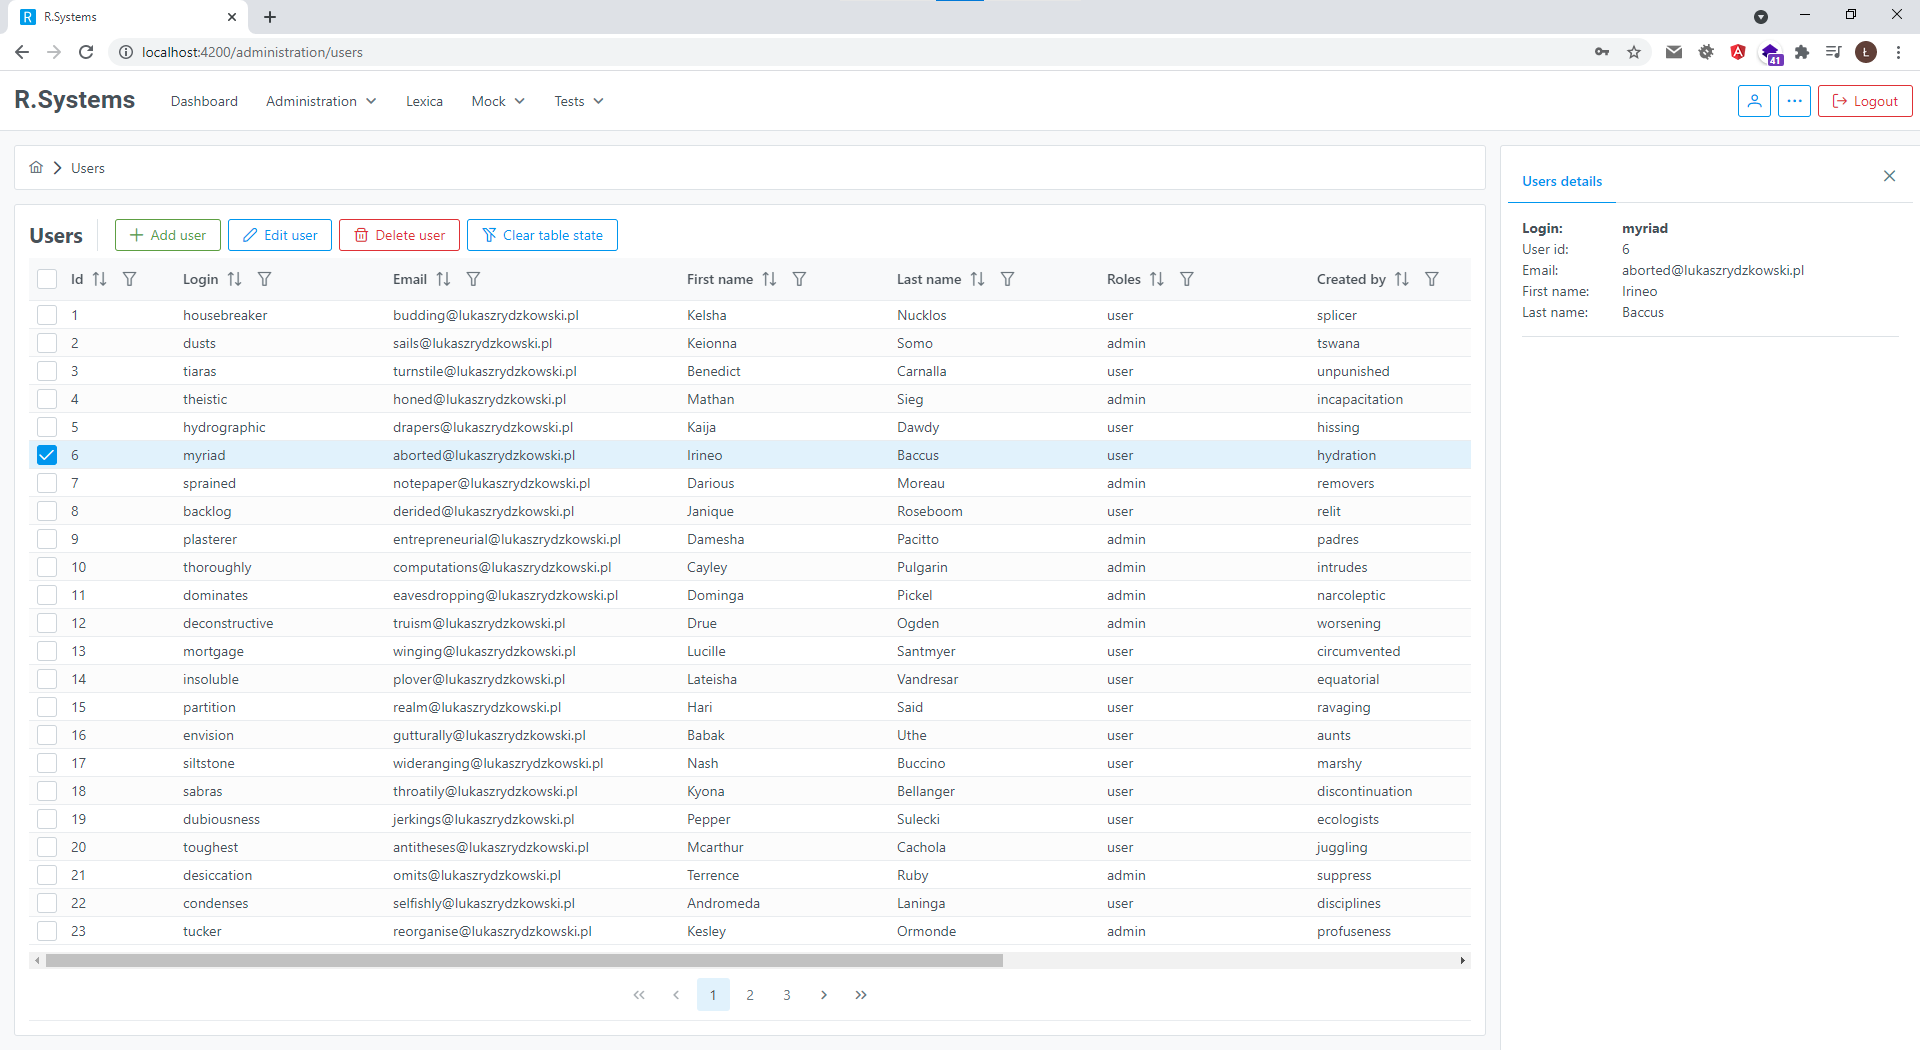 R.Systems
localhost:4200/administration/users
41
Ł
R.Systems Dashboard Administration Lexica Mock Tests Logout
Users
Users Add user Edit user Delete user Clear table state
Id Login Email First name Last name Roles Created by
1 housebreaker budding@lukaszrydzkowski.pl Kelsha Nucklos user splicer
2 dusts sails@lukaszrydzkowski.pl Keionna Somo admin tswana
3 tiaras turnstile@lukaszrydzkowski.pl Benedict Carnalla user unpunished
4 theistic honed@lukaszrydzkowski.pl Mathan Sieg admin incapacitation
5 hydrographic drapers@lukaszrydzkowski.pl Kaija Dawdy user hissing
6 myriad aborted@lukaszrydzkowski.pl Irineo Baccus user hydration
7 sprained notepaper@lukaszrydzkowski.pl Darious Moreau admin removers
8 backlog derided@lukaszrydzkowski.pl Janique Roseboom user relit
9 plasterer entrepreneurial@lukaszrydzkowski.pl Damesha Pacitto admin padres
10 thoroughly computations@lukaszrydzkowski.pl Cayley Pulgarin admin intrudes
11 dominates eavesdropping@lukaszrydzkowski.pl Dominga Pickel admin narcoleptic
12 deconstructive truism@lukaszrydzkowski.pl Drue Ogden admin worsening
13 mortgage winging@lukaszrydzkowski.pl Lucille Santmyer user circumvented
14 insoluble plover@lukaszrydzkowski.pl Lateisha Vandresar user equatorial
15 partition realm@lukaszrydzkowski.pl Hari Said user ravaging
16 envision gutturally@lukaszrydzkowski.pl Babak Uthe user aunts
17 siltstone wideranging@lukaszrydzkowski.pl Nash Buccino user marshy
18 sabras throatily@lukaszrydzkowski.pl Kyona Bellanger user discontinuation
19 dubiousness jerkings@lukaszrydzkowski.pl Pepper Sulecki user ecologists
20 toughest antitheses@lukaszrydzkowski.pl Mcarthur Cachola user juggling
21 desiccation omits@lukaszrydzkowski.pl Terrence Ruby admin suppress
22 condenses selfishly@lukaszrydzkowski.pl Andromeda Laninga user disciplines
23 tucker reorganise@lukaszrydzkowski.pl Kesley Ormonde admin profuseness
1 2 3
Users details
Login: myriad
User id: 6
Email: aborted@lukaszrydzkowski.pl
First name: Irineo
Last name: Baccus